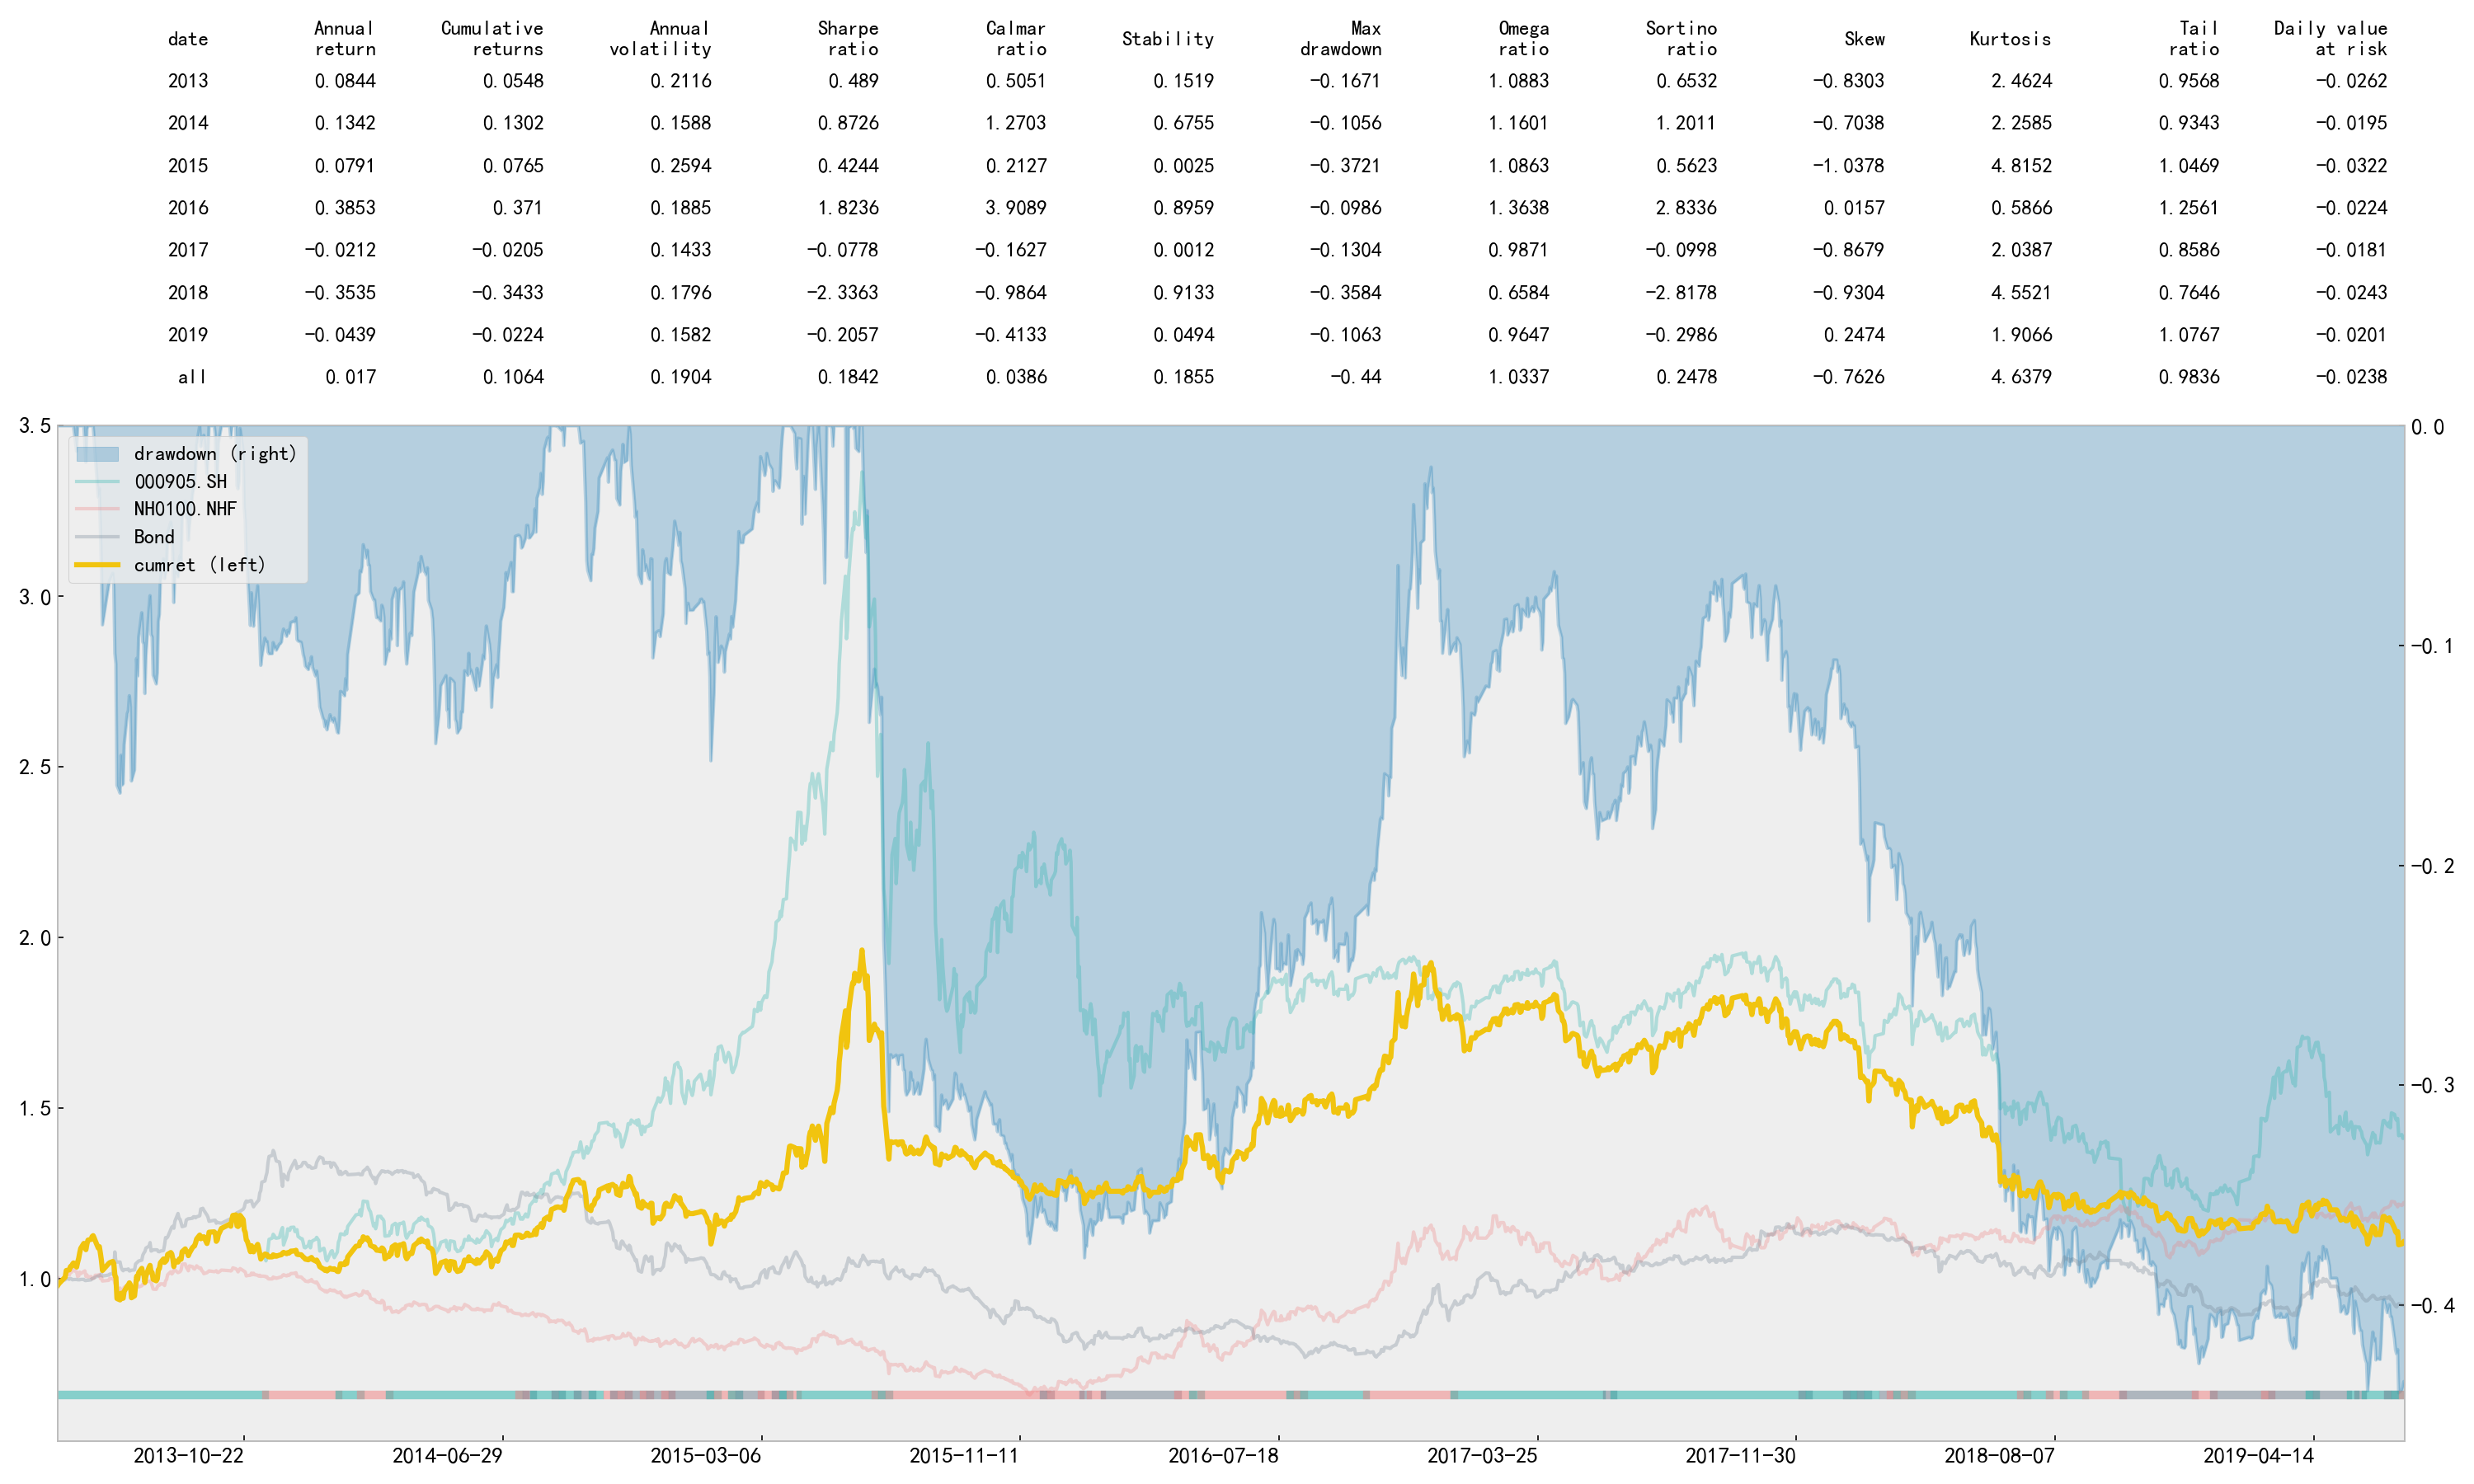 date Annual return Cumulative returns Annual volatility Sharpe ratio Calmar ratio Stability Max drawdown Omega ratio Sortino ratio Skew Kurtosis Tail ratio Daily value at risk
2013 0.0844 0.0548 0.2116 0.489 0.5051 0.1519 −0.1671 1.0883 0.6532 −0.8303 2.4624 0.9568 −0.0262
2014 0.1342 0.1302 0.1588 0.8726 1.2703 0.6755 −0.1056 1.1601 1.2011 −0.7038 2.2585 0.9343 −0.0195
2015 0.0791 0.0765 0.2594 0.4244 0.2127 0.0025 −0.3721 1.0863 0.5623 −1.0378 4.8152 1.0469 −0.0322
2016 0.3853 0.371 0.1885 1.8236 3.9089 0.8959 −0.0986 1.3638 2.8336 0.0157 0.5866 1.2561 −0.0224
2017 −0.0212 −0.0205 0.1433 −0.0778 −0.1627 0.0012 −0.1304 0.9871 −0.0998 −0.8679 2.0387 0.8586 −0.0181
2018 −0.3535 −0.3433 0.1796 −2.3363 −0.9864 0.9133 −0.3584 0.6584 −2.8178 −0.9304 4.5521 0.7646 −0.0243
2019 −0.0439 −0.0224 0.1582 −0.2057 −0.4133 0.0494 −0.1063 0.9647 −0.2986 0.2474 1.9066 1.0767 −0.0201
all 0.017 0.1064 0.1904 0.1842 0.0386 0.1855 −0.44 1.0337 0.2478 −0.7626 4.6379 0.9836 −0.0238
3.5
3.0
2.5
2.0
1.5
1.0
drawdown (right)
000905.SH
NH0100.NHF
Bond
cumret (left)
0.0
−0.1
−0.2
−0.3
−0.4
2013-10-22 2014-06-29 2015-03-06 2015-11-11 2016-07-18 2017-03-25 2017-11-30 2018-08-07 2019-04-14